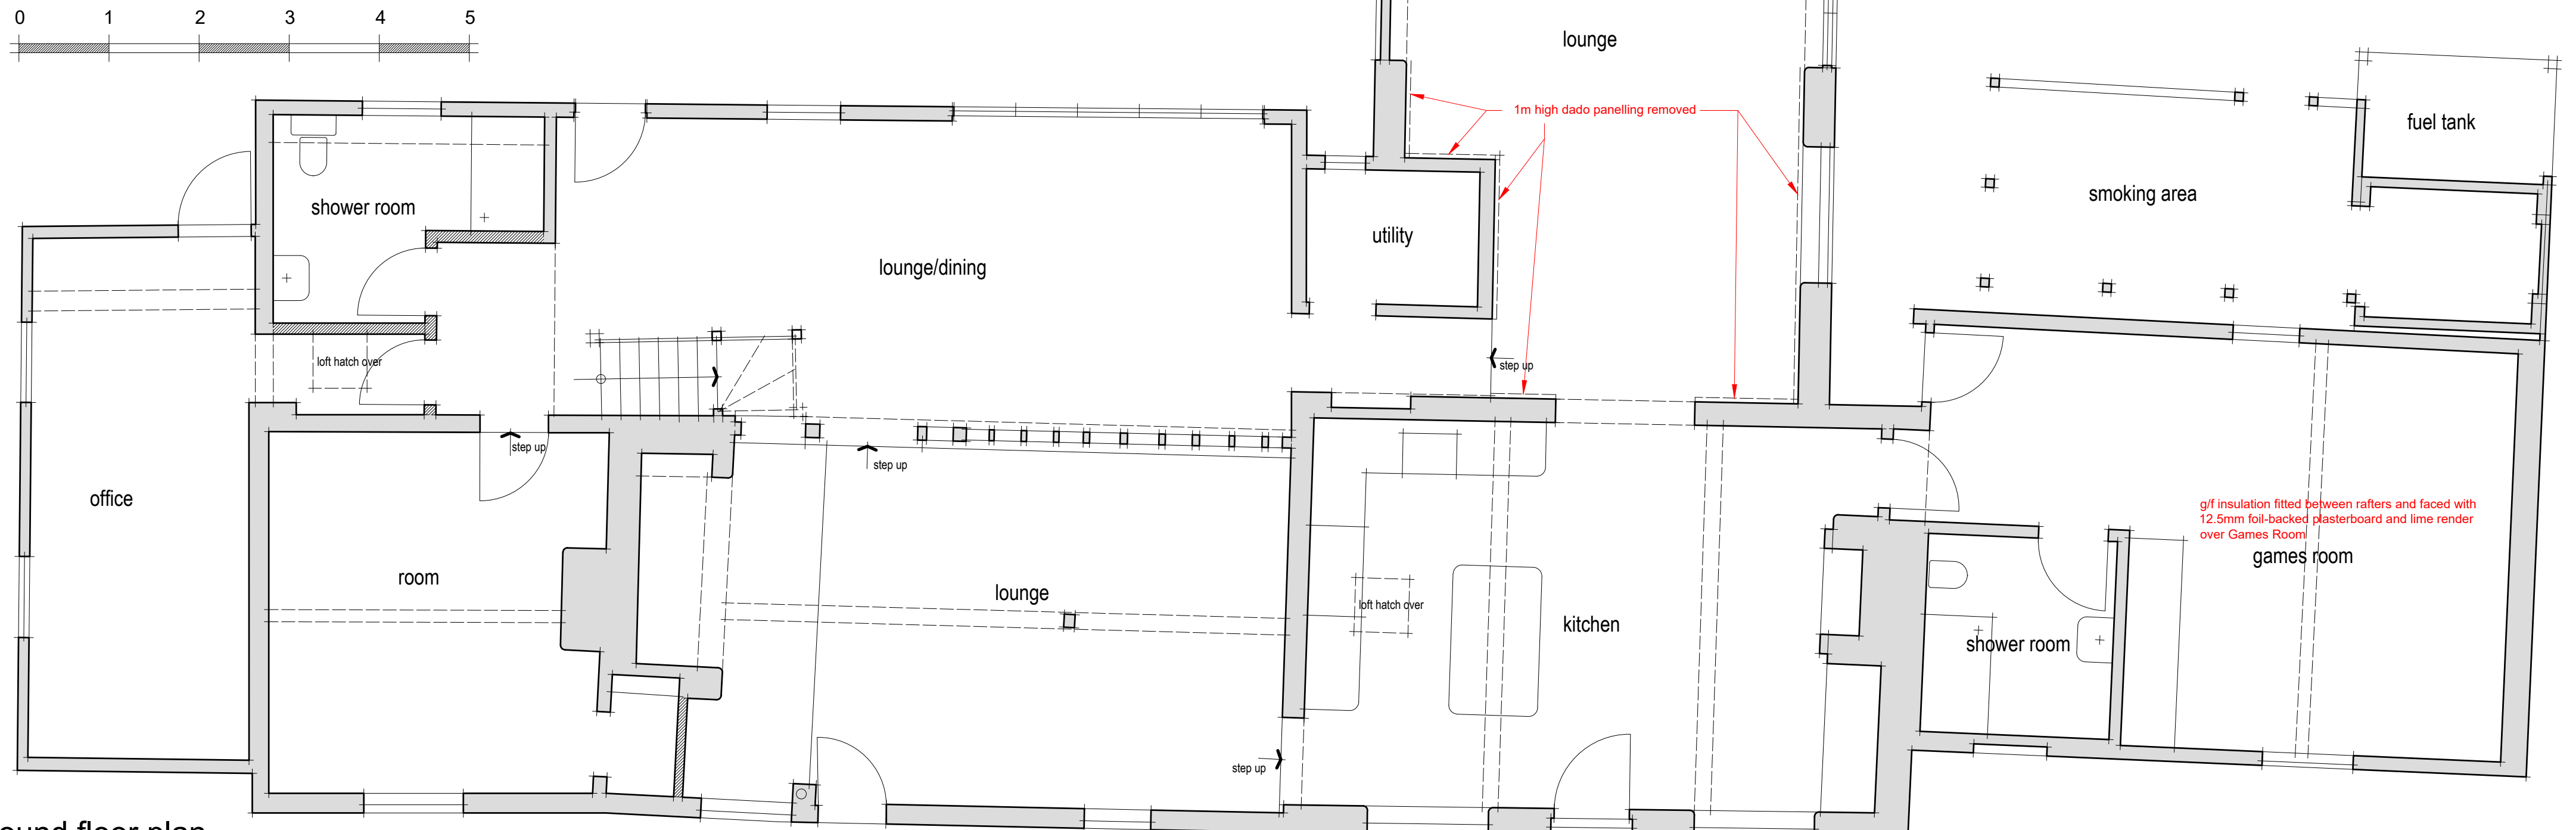 0 1 2 3 4 5
lounge
1m high dado panelling removed
fuel tank
smoking area
shower room
utility
lounge/dining
loft hatch over
step up
step up
step up
office
g/f insulation fitted between rafters and faced with
12.5mm foil-backed plasterboard and lime render
over Games Room
games room
room
lounge
loft hatch over
kitchen
shower room
step up
floor plan